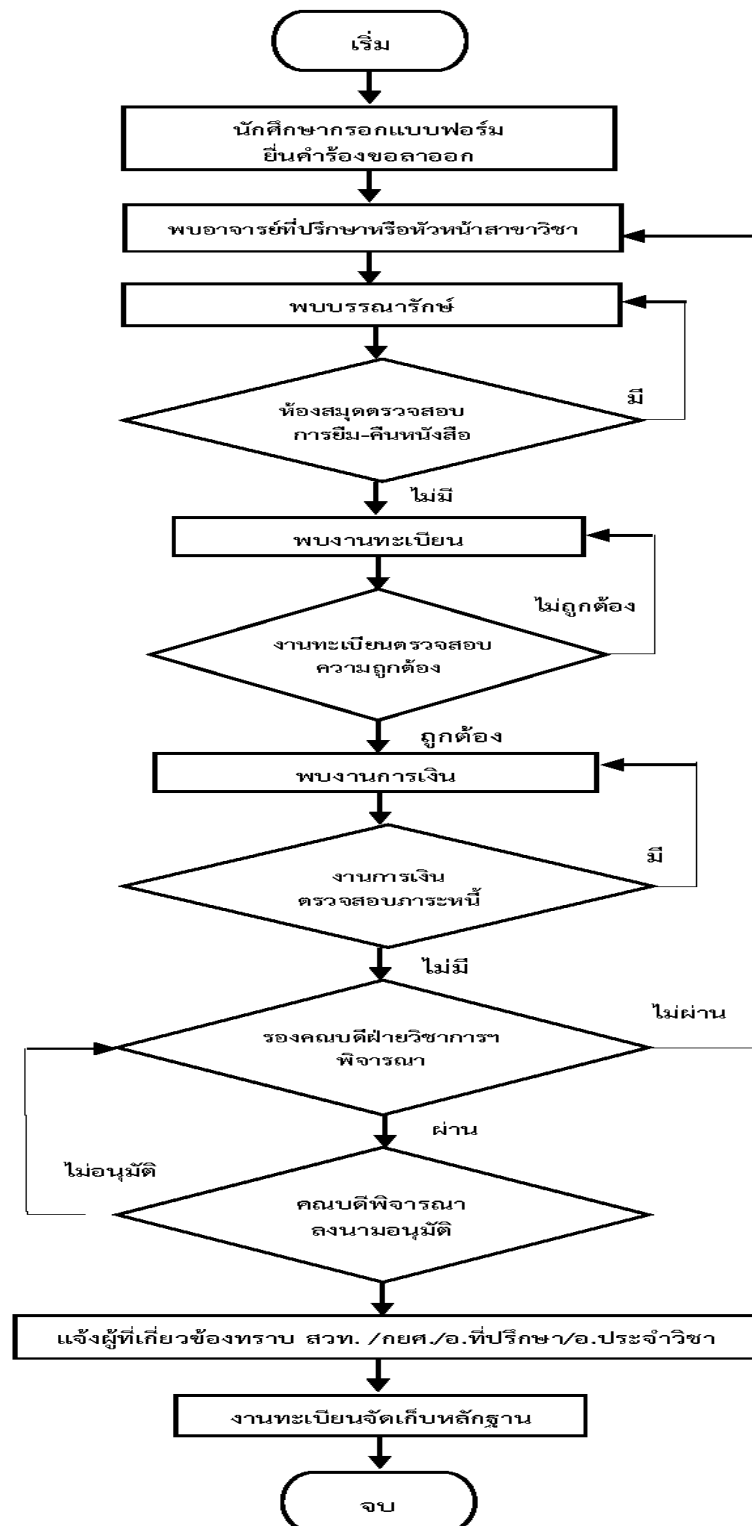 เริ่ม
นักศึกษากรอกแบบฟอร์ม
ยื่นคำร้องขอลาออก
พบอาจารย์ที่ปรึกษาหรือหัวหน้าสาขาวิชา
พบบรรณารักษ์
ห้องสมุดตรวจสอบ
การยืม-คืนหนังสือ
มี
ไม่มี
พบงานทะเบียน
งานทะเบียนตรวจสอบ
ความถูกต้อง
ไม่ถูกต้อง
ถูกต้อง
พบงานการเงิน
งานการเงิน
ตรวจสอบภาระหนี้
มี
ไม่มี
รองคณบดีฝ่ายวิชาการฯ
พิจารณา
ไม่ผ่าน
ผ่าน
ไม่อนุมัติ
คณบดีพิจารณา
ลงนามอนุมัติ
แจ้งผู้ที่เกี่ยวข้องทราบ สวท. /กยศ./อ.ที่ปรึกษา/อ.ประจำวิชา
งานทะเบียนจัดเก็บหลักฐาน
จบ